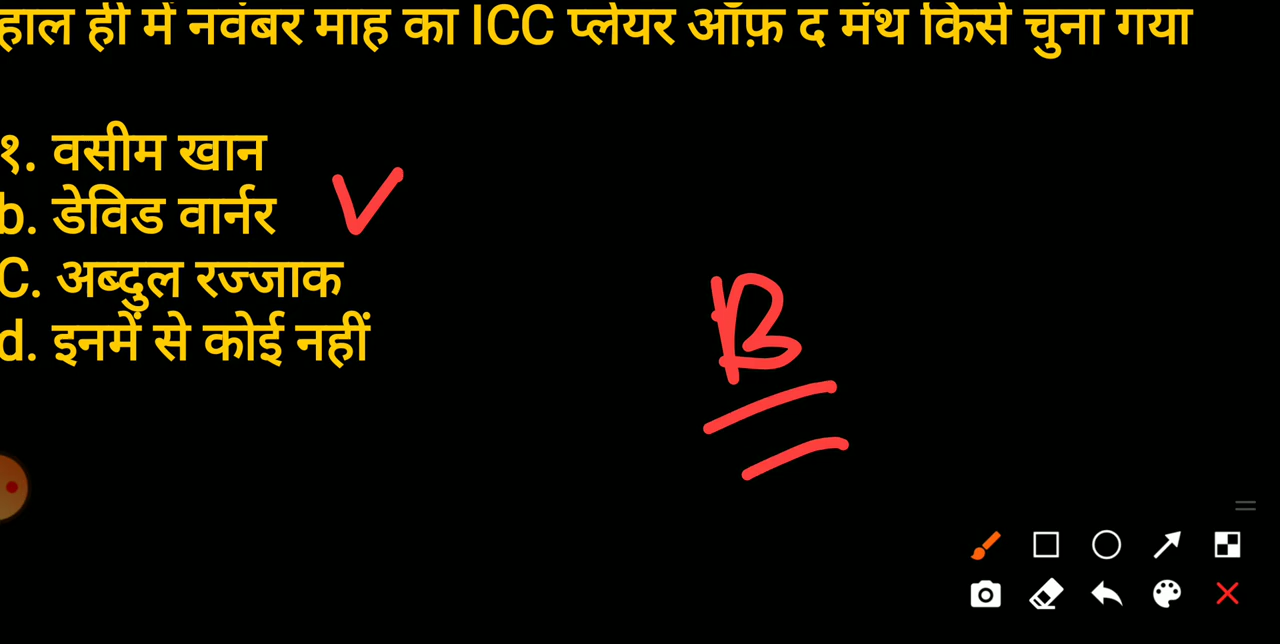 हाल ही में नवंबर माह का ICC प्लेयर ऑफ़ द मंथ किसे चुना गया
१. वसीम खान
b. डेविड वार्नर
C. अब्दुल रज्जाक
d. इनमें से कोई नहीं
B